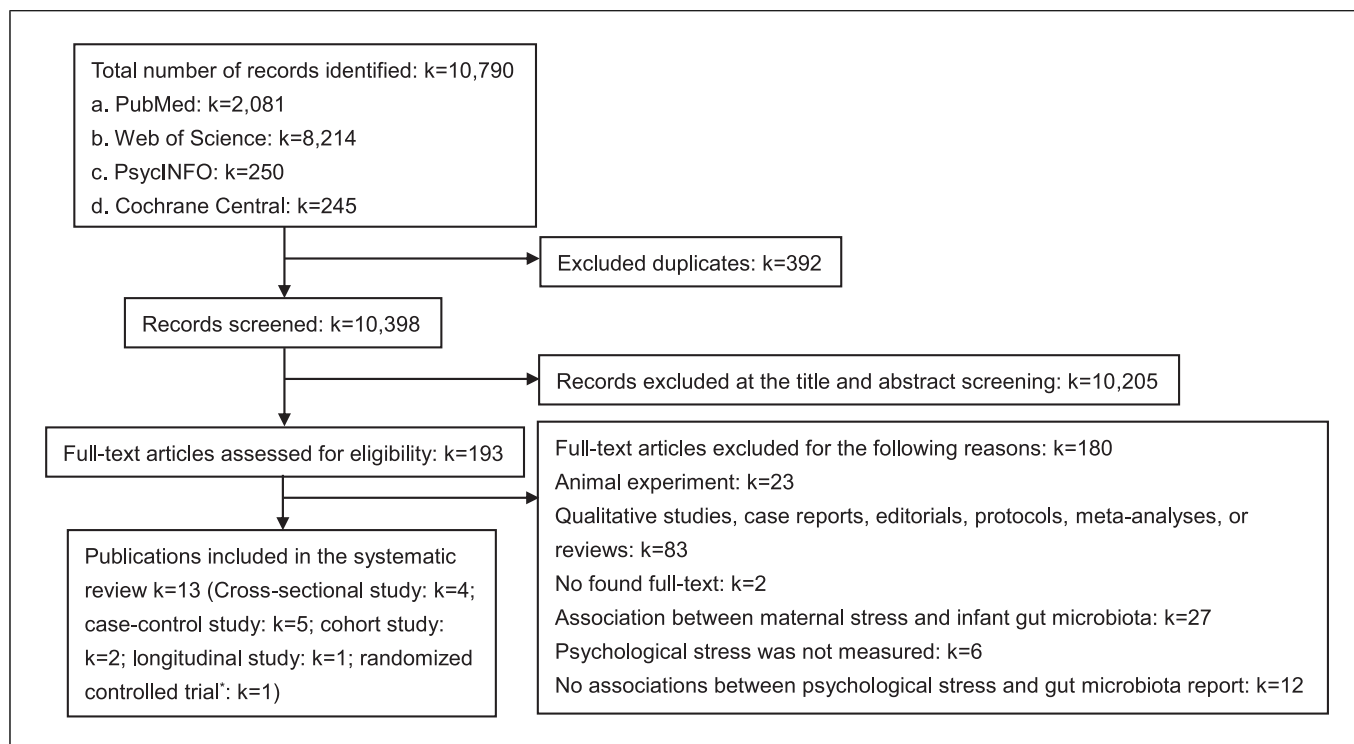 Total number of records identified: k=10,790
a. PubMed: k=2,081
b. Web of Science: k=8,214
c. PsycINFO: k=250
d. Cochrane Central: k=245
Excluded duplicates: k=392
Records screened: k=10,398
Records excluded at the title and abstract screening: k=10,205
Full-text articles assessed for eligibility: k=193
Full-text articles excluded for the following reasons: k=180
Animal experiment: k=23
Qualitative studies, case reports, editorials, protocols, meta-analyses, or
reviews: k=83
No found full-text: k=2
Association between maternal stress and infant gut microbiota: k=27
Psychological stress was not measured: k=6
No associations between psychological stress and gut microbiota report: k=12
Publications included in the systematic
review k=13 (Cross-sectional study: k=4;
case-control study: k=5; cohort study:
k=2; longitudinal study: k=1; randomized
controlled trial*: k=1)